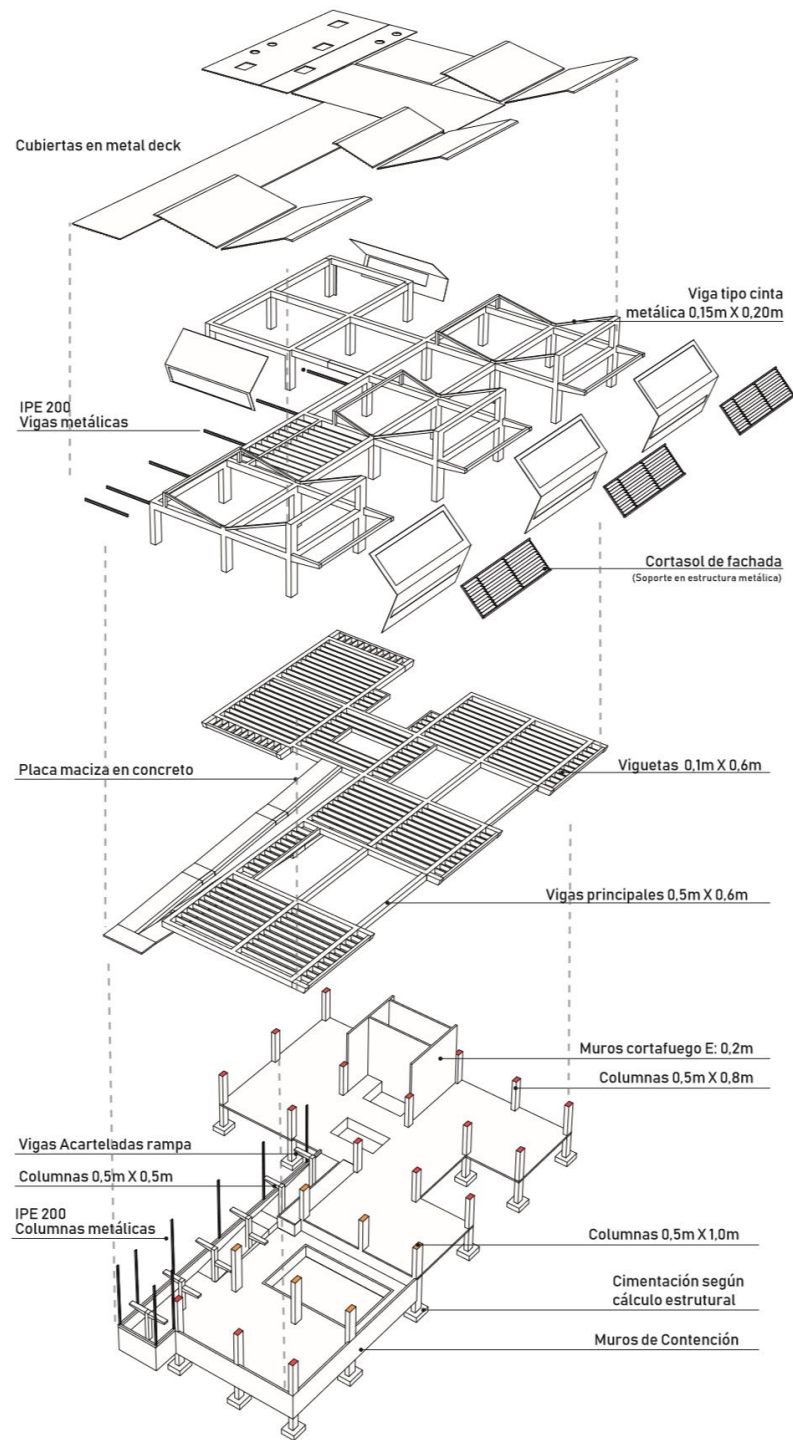 Cubiertas en metal deck
Viga tipo cinta
metálica 0,15m X 0,20m
IPE 200
Vigas metálicas
Cortasol de fachada
(Soporte en estructura metálica)
Placa maciza en concreto
Viguetas 0,1m X 0,6m
Vigas principales 0,5m X 0,6m
Muros cortafuego E: 0,2m
Columnas 0,5m X 0,8m
Vigas Acarteladas rampa
Columnas 0,5m X 0,5m
IPE 200
Columnas metálicas
Columnas 0,5m X 1,0m
Cimentación según
cálculo estrutural
Muros de Contención